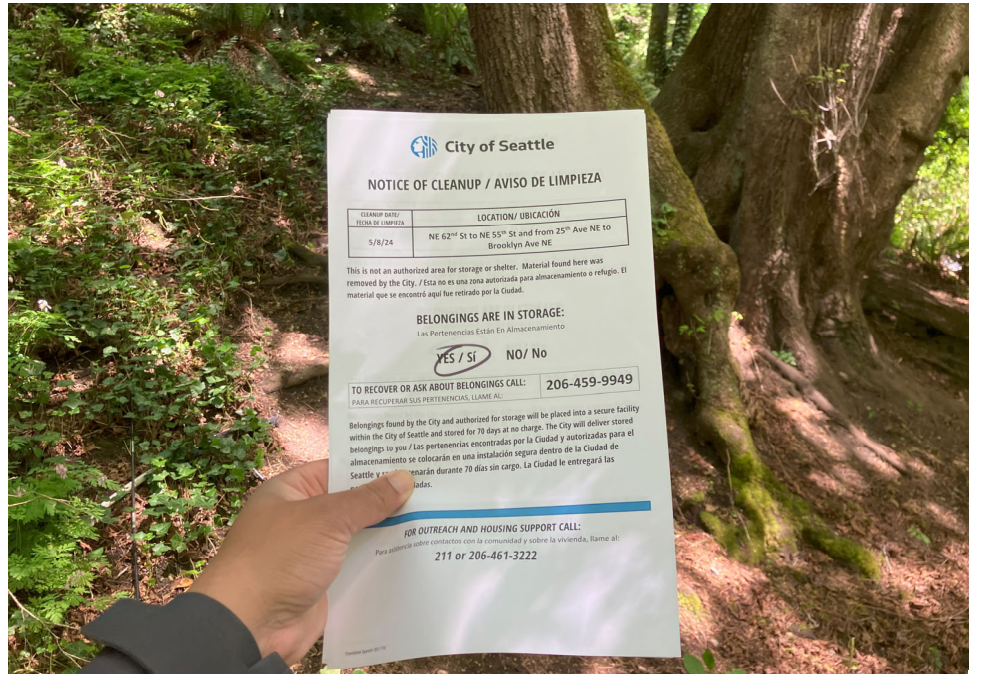 City of Seattle
NOTICE OF CLEANUP / AVISO DE LIMPIEZA
CLEANUP DATE/
FECHA DE LIMPIEZA
LOCATION/ UBICACIÓN
5/8/24
NE 62nd St to NE 55th St and from 25th Ave NE to
Brooklyn Ave NE
This is not an authorized area for storage or shelter. Material found here was
removed by the City. / Esta no es una zona autorizada para almacenamiento o refugio. El
material que se encontró aquí fue retirado por la Ciudad.
BELONGINGS ARE IN STORAGE:
Las Pertenencias Están En Almacenamiento
YES / Sí NO/ No
TO RECOVER OR ASK ABOUT BELONGINGS CALL:
PARA RECUPERAR SUS PERTENENCIAS, LLAME AL:
206-459-9949
Belongings found by the City and authorized for storage will be placed into a secure facility
within the City of Seattle and stored for 70 days at no charge. The City will deliver stored
belongings to you / Las pertenencias encontradas por la Ciudad y autorizadas para el
almacenamiento se colocarán en una instalación segura dentro de la Ciudad de
Seattle y enarán durante 70 días sin cargo. La Ciudad le entregará las
ladas.
FOR OUTREACH AND HOUSING SUPPORT CALL:
Para asistencia sobre contactos con la comunidad y sobre la vivienda, llame al:
211 or 206-461-3222